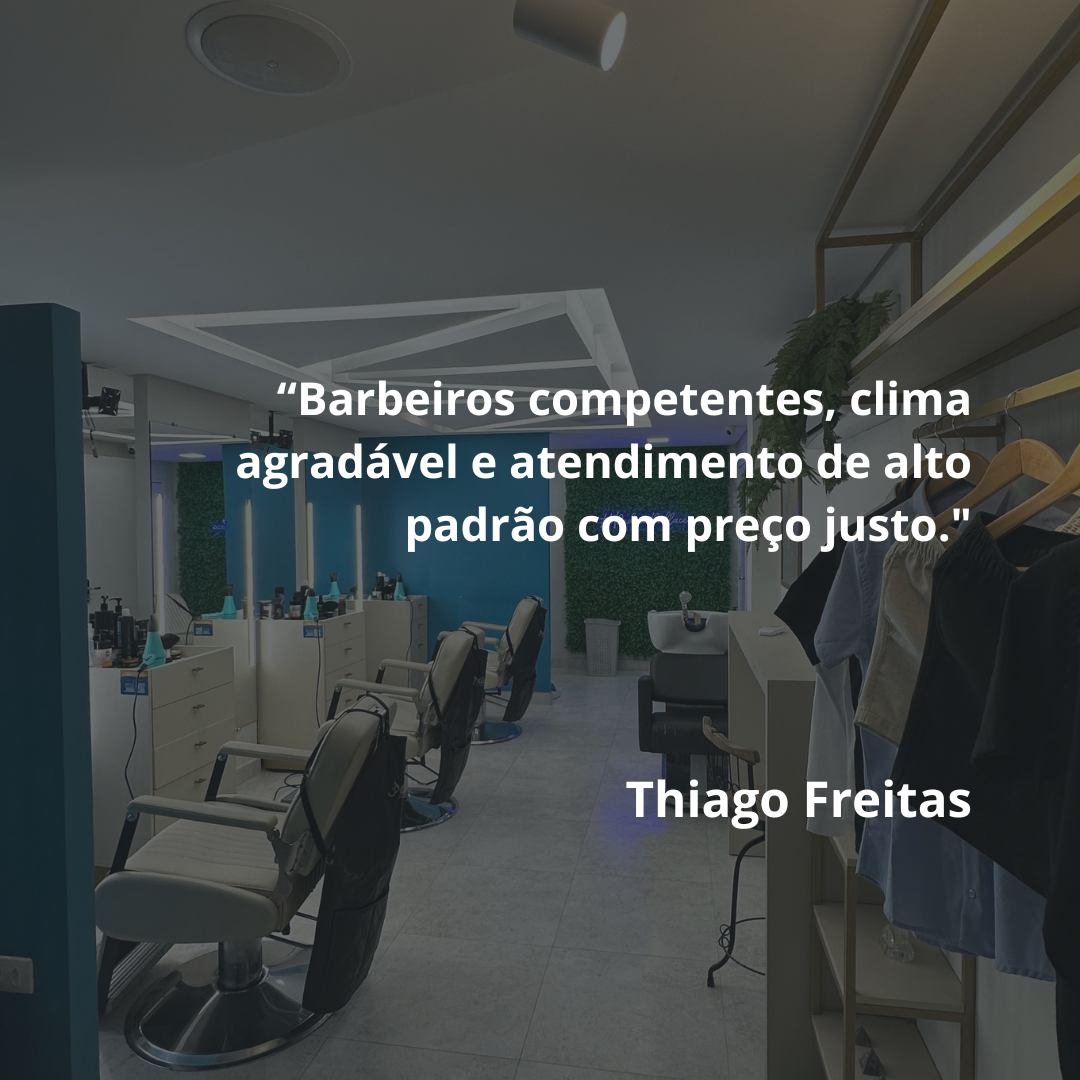 “Barbeiros competentes, clima
agradável e atendimento de alto
padrão com preço justo."
Thiago Freitas